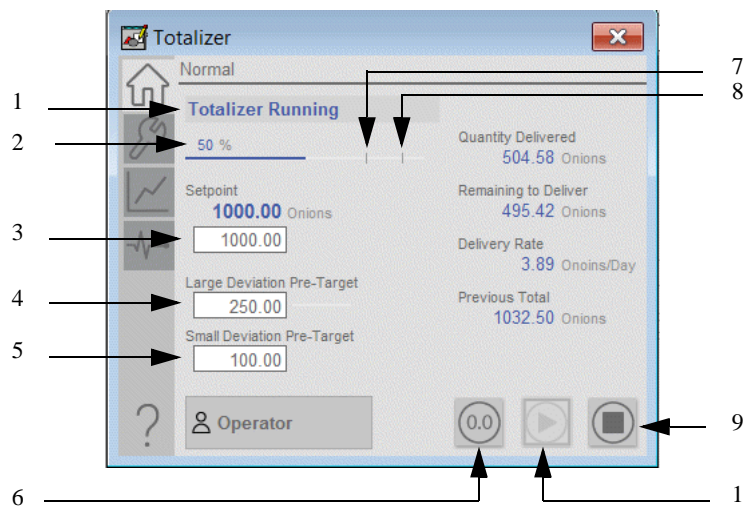 Totalizer
Normal
7
8
1
Totalizer Running
2
50 %
Quantity Delivered
504.58 Onions
Setpoint
1000.00 Onions
Remaining to Deliver
495.42 Onions
3
1000.00
Delivery Rate
3.89 Onoins/Day
Large Deviation Pre-Target
4
250.00
Previous Total
1032.50 Onions
Small Deviation Pre-Target
5
100.00
?
Operator
0.0
9
6
1